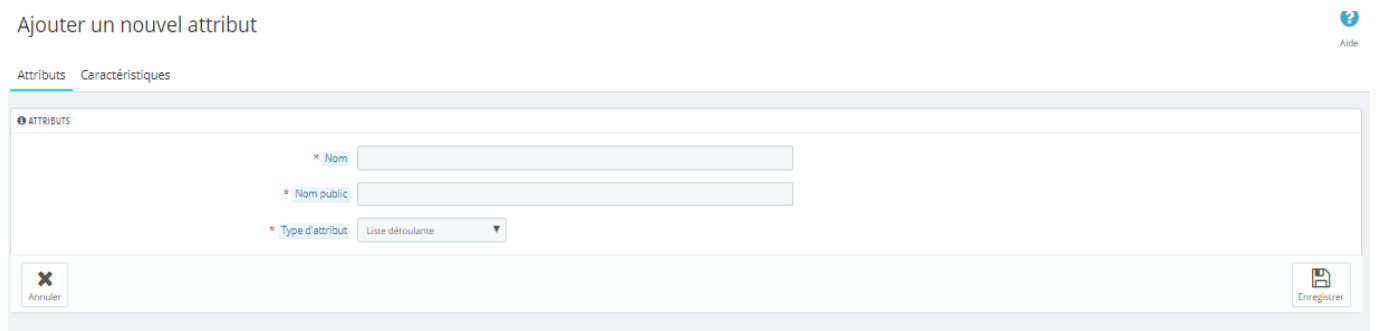 Ajouter un nouvel attribut
?
Aide
Attributs Caractéristiques
ATTRIBUTS
* Nom
* Nom public
* Type d'attribut Liste déroulante
Annuler
Enregistrer